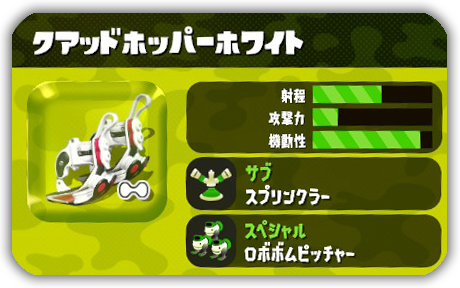 クアッドホッパーホワイト
射程
攻撃力
機動性
サブ
スプリンクラー
スペシャル
ロボボムピッチャー